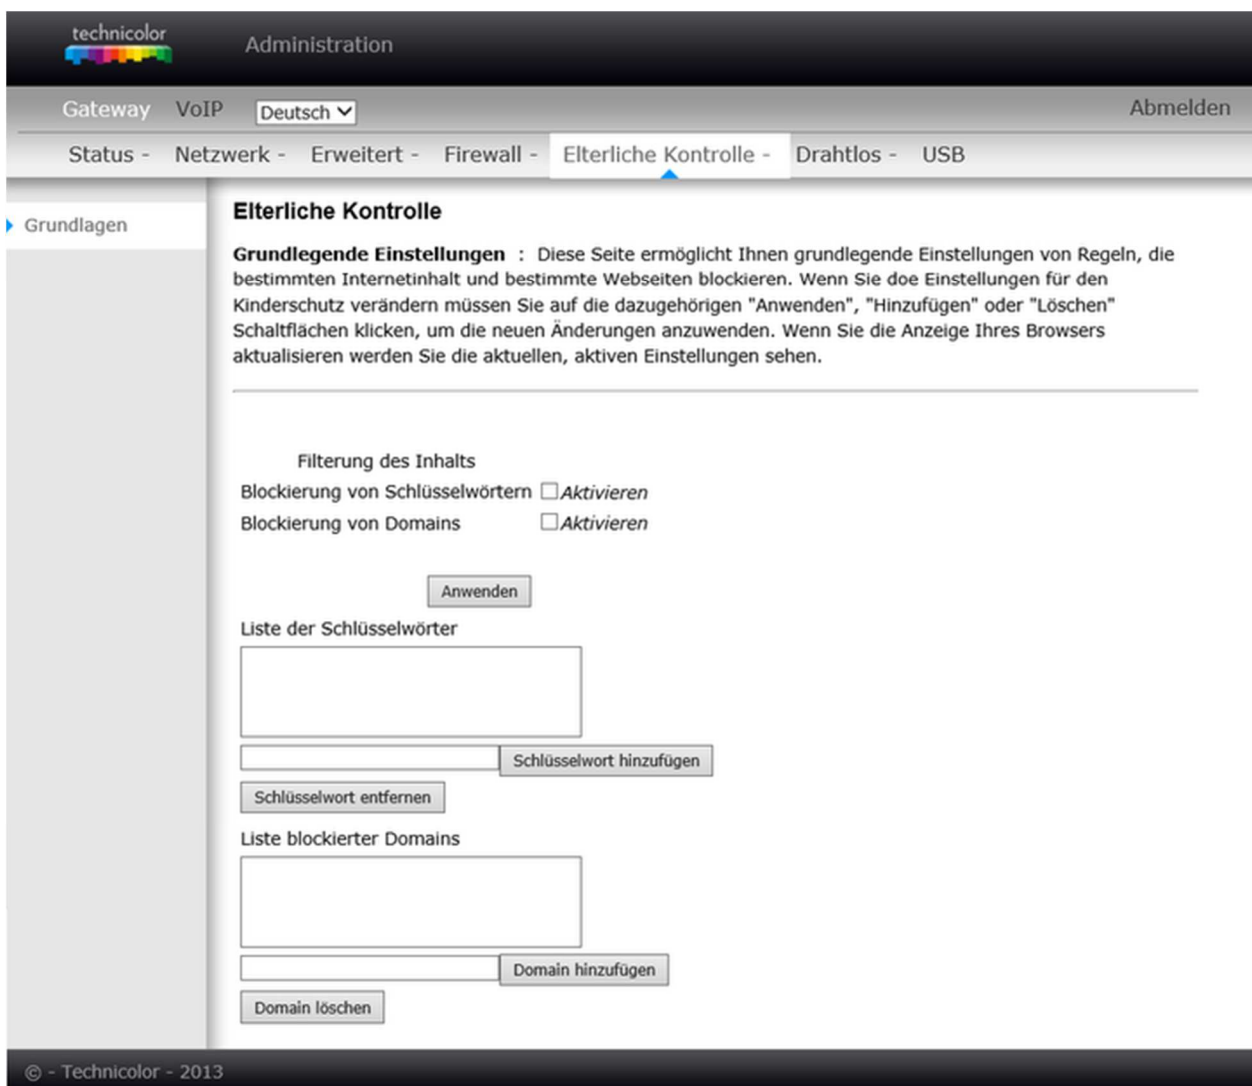 technicolor
Administration
Gateway VoIP Deutsch Abmelden
Status - Netzwerk - Erweitert - Firewall - Elterliche Kontrolle - Drahtlos - USB
Grundlagen
Elterliche Kontrolle
Grundlegende Einstellungen : Diese Seite ermöglicht Ihnen grundlegende Einstellungen von Regeln, die
bestimmten Internetinhalt und bestimmte Webseiten blockieren. Wenn Sie doe Einstellungen für den
Kinderschutz verändern müssen Sie auf die dazugehörigen "Anwenden", "Hinzufügen" oder "Löschen"
Schaltflächen klicken, um die neuen Änderungen anzuwenden. Wenn Sie die Anzeige Ihres Browsers
aktualisieren werden Sie die aktuellen, aktiven Einstellungen sehen.
Filterung des Inhalts
Blockierung von Schlüsselwörtern Aktivieren
Blockierung von Domains Aktivieren
Anwenden
Liste der Schlüsselwörter
Schlüsselwort hinzufügen
Schlüsselwort entfernen
Liste blockierter Domains
Domain hinzufügen
Domain löschen
© - Technicolor - 2013